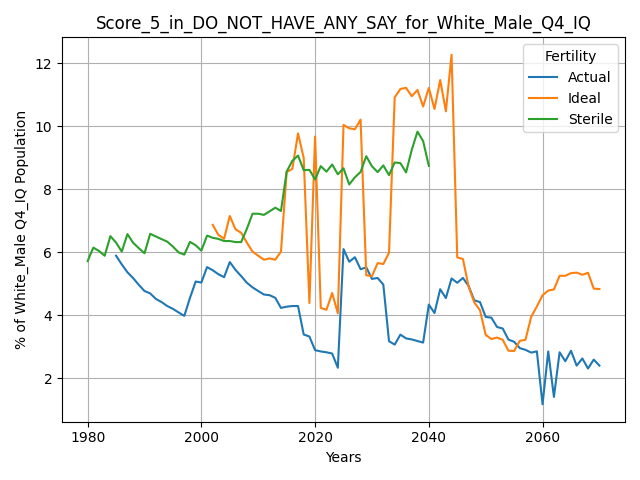 Score_5_in_DO_NOT_HAVE_ANY_SAY_for_White_Male_Q4_IQ
Fertility
Actual
Ideal
Sterile
% of White_Male Q4_IQ Population
12
10
8
6
4
2
1980
2000
2020
2040
2060
Years